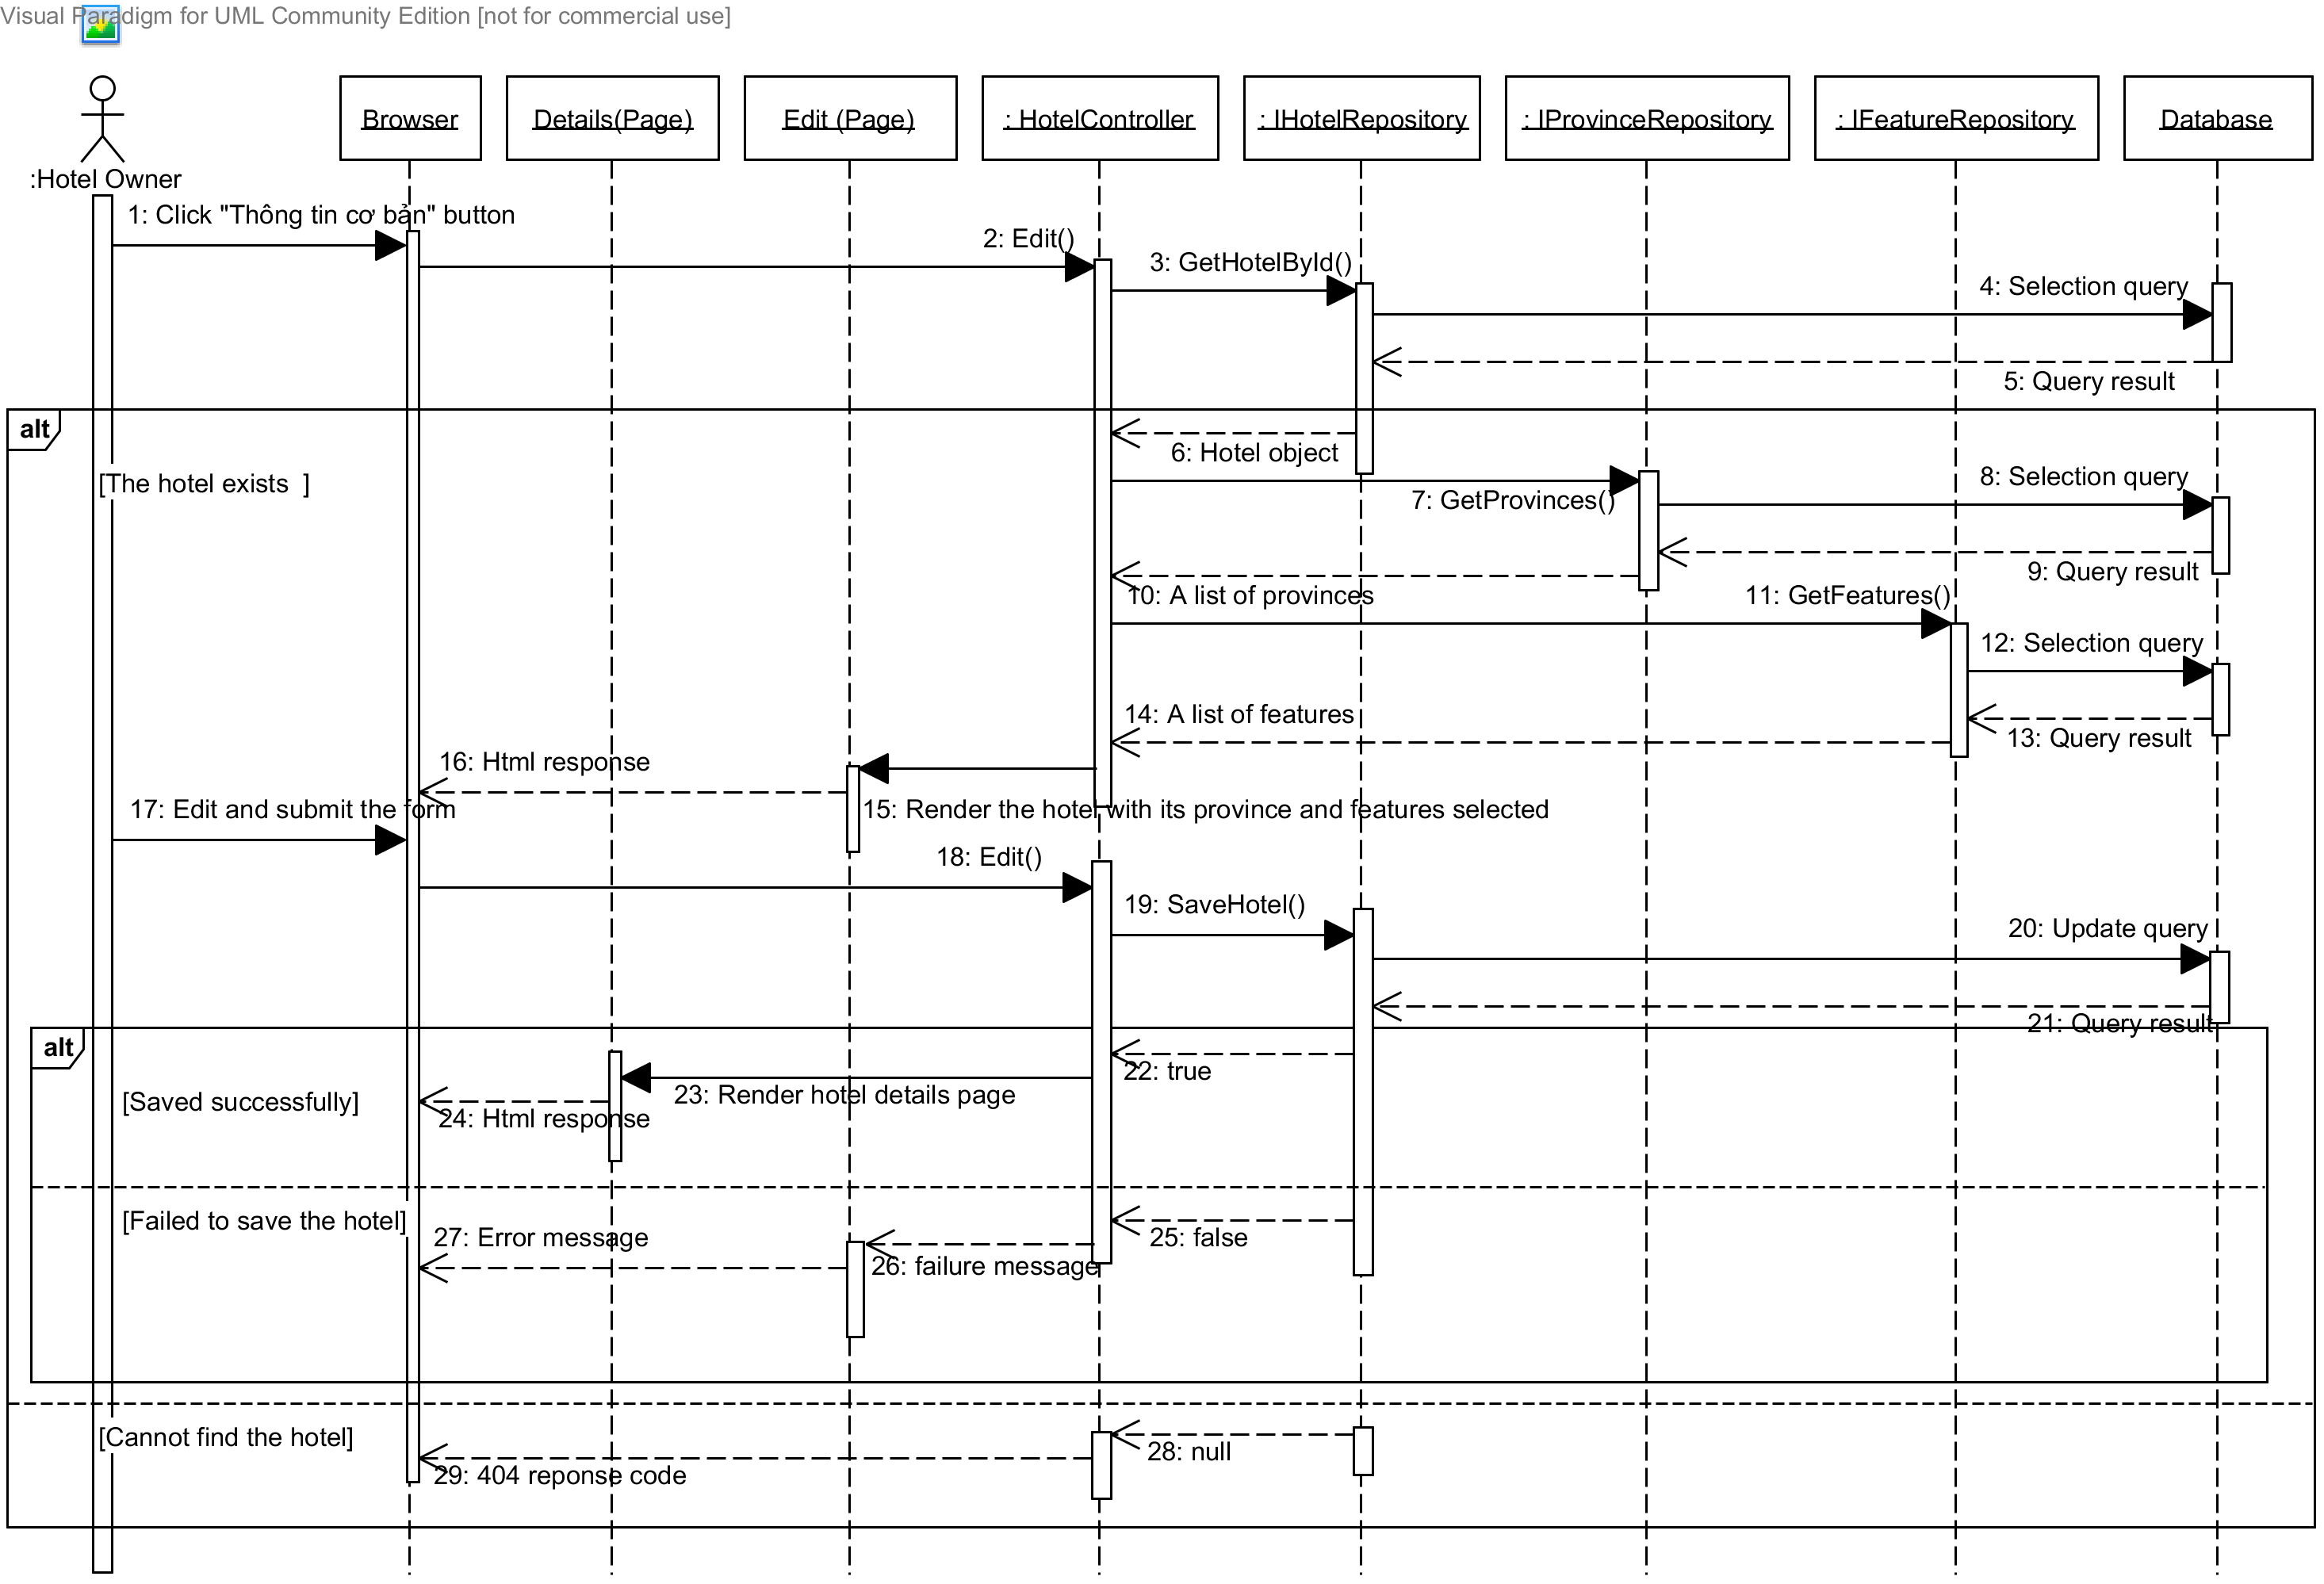 Visual Paradigm for UML Community Edition [not for commercial use]
:Hotel Owner
Browser
Details(Page)
Edit (Page)
: HotelController
: IHotelRepository
: IProvinceRepository
: IFeatureRepository
Database
1: Click "Thông tin cơ bản" button
2: Edit()
3: GetHotelById()
4: Selection query
5: Query result
alt
6: Hotel object
[The hotel exists  ]
7: GetProvinces()
8: Selection query
9: Query result
10: A list of provinces
11: GetFeatures()
12: Selection query
13: Query result
14: A list of features
15: Render the hotel with its province and features selected
16: Html response
17: Edit and submit the form
18: Edit()
19: SaveHotel()
20: Update query
21: Query result
alt
22: true
23: Render hotel details page
[Saved successfully]
24: Html response
[Failed to save the hotel]
25: false
26: failure message
27: Error message
[Cannot find the hotel]
28: null
29: 404 reponse code